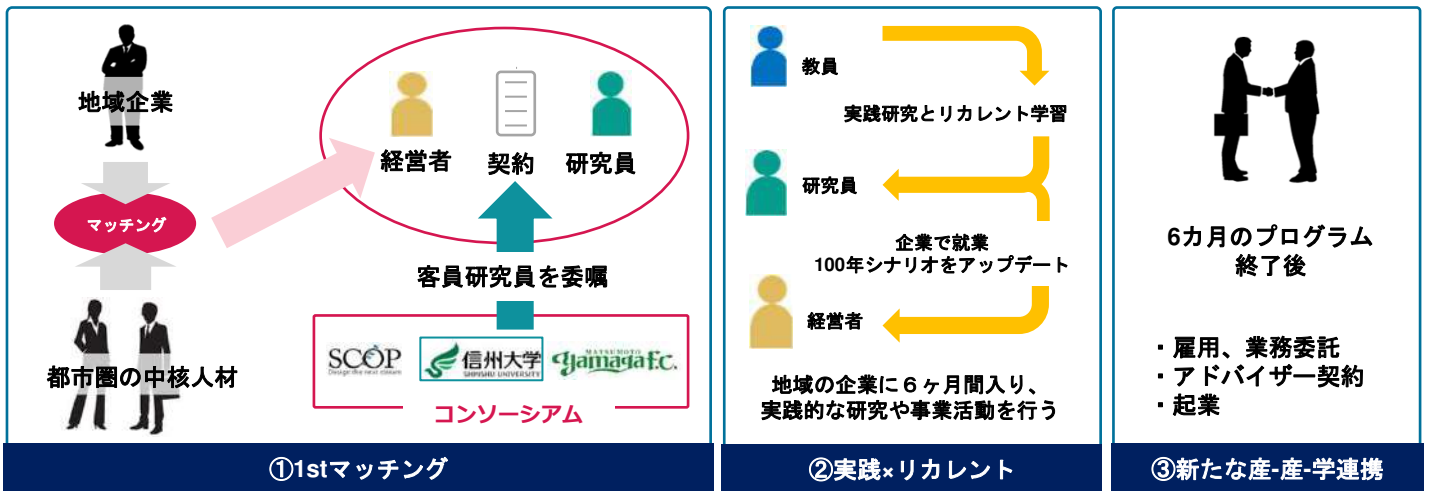 地域企業
マッチング
都市圏の中核人材
経営者
契約
研究員
客員研究員を委嘱
SCOP
Design the next stream
信州大学
SHINSHU UNIVERSITY
MATSUMOTO
yamaga f.c.
コンソーシアム
①1stマッチング
教員
実践研究とリカレント学習
研究員
企業で就業
100年シナリオをアップデート
経営者
地域の企業に６ヶ月間入り、
実践的な研究や事業活動を行う
②実践×リカレント
6カ月のプログラム
終了後
・雇用、業務委託
・アドバイザー契約
・起業
③新たな産-産-学連携